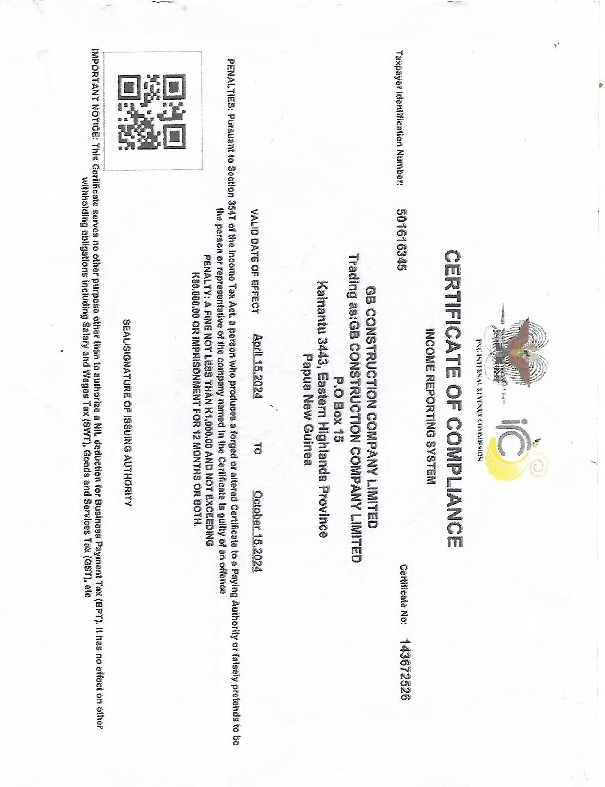 INTERNAL REVENUE COMMISSION
irc
CERTIFICATE OF COMPLIANCE
INCOME REPORTING SYSTEM
Taxpayer Identification Number: 501616345 Certificate No: 143672526
GB CONSTRUCTION COMPANY LIMITED
Trading as:GB CONSTRUCTION COMPANY LIMITED
P.O Box 15
Kainantu 3443, Eastern Highlands Province
Papua New Guinea
VALID DATE OF EFFECT April.15.2024 TO October.15.2024
PENALTIES: Pursuant to Section 354T of the Income Tax Act, a person who produces a forged or altered Certificate to a Paying Authority or falsely pretends to be
the person or representative of the company named in the Certificate is guilty of an offence
PENALTY: A FINE NOT LESS THAN K1,000.00 AND NOT EXCEEDING
K50,000.00 OR IMPRISONMENT FOR 12 MONTHS OR BOTH.
SEAL/SIGNATURE OF ISSUING AUTHORITY
IMPORTANT NOTICE: This Certificate serves no other purpose other than to authorize a NIL deduction for Business Payment Tax (BPT). It has no effect on other
withholding obligations including Salary and Wages Tax (SWT), Goods and Services Tax (GST), etc